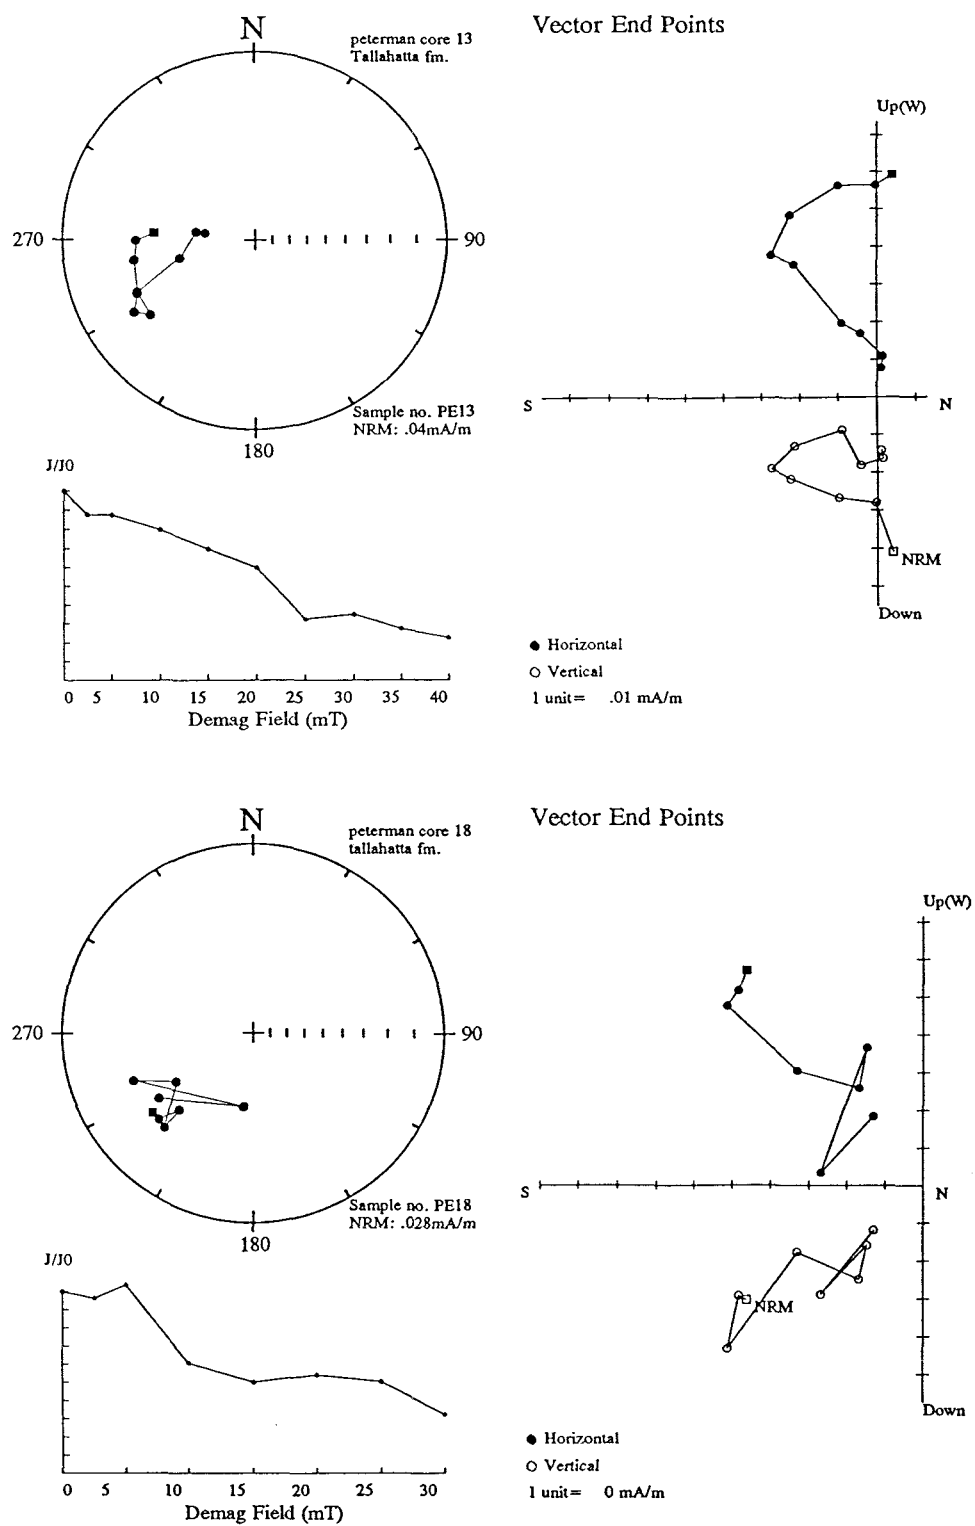 N
peterman core 13
Tallahatta fm.
270
90
Sample no. PE13
NRM: .04mA/m
180
J/J0
0 5 10 15 20 25 30 35 40
Demag Field (mT)
Vector End Points
Up(W)
S
N
NRM
Down
● Horizontal
○ Vertical
1 unit= .01 mA/m
N
peterman core 18
tallahatta fm.
270
90
Sample no. PE18
NRM: .028mA/m
180
J/J0
0 5 10 15 20 25 30
Demag Field (mT)
Vector End Points
Up(W)
S
N
NRM
Down
● Horizontal
○ Vertical
1 unit= 0 mA/m